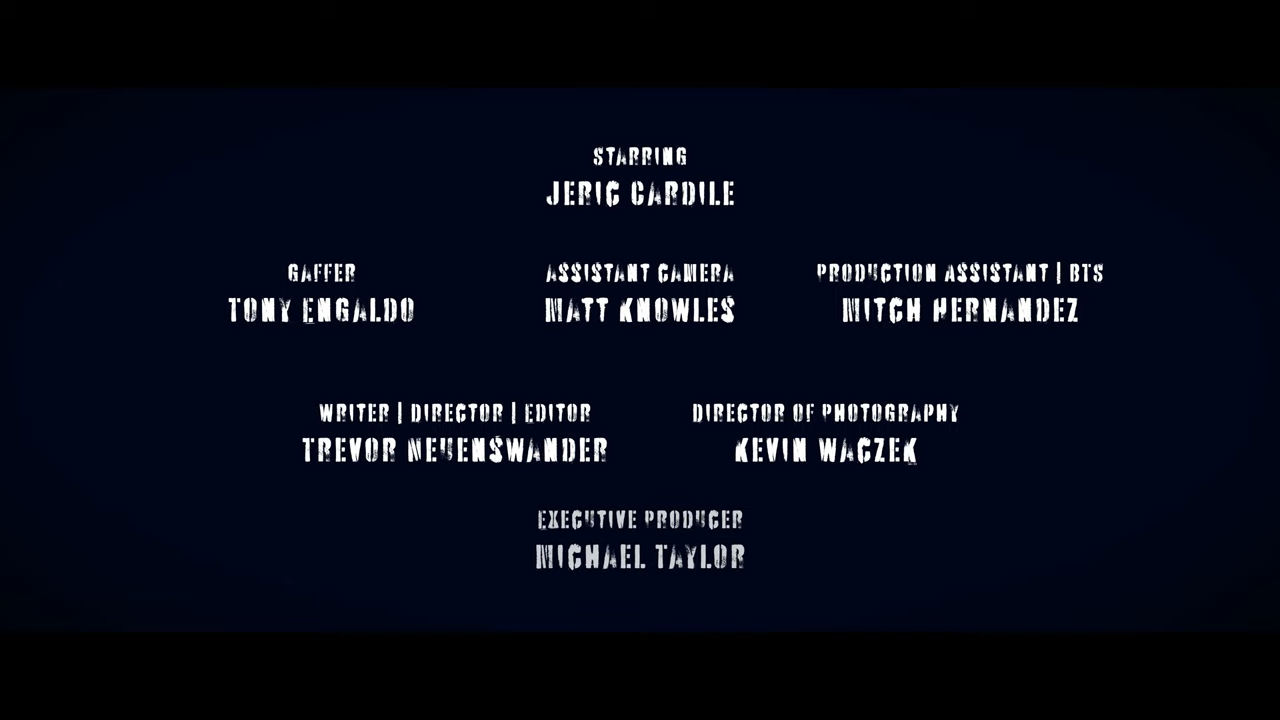 STARRING
JERIC CARDILE
GAFFER
TONY ENGALDO
ASSISTANT CAMERA
MATT KNOWLES
PRODUCTION ASSISTANT | BTS
MITCH HERNANDEZ
WRITER | DIRECTOR | EDITOR
TREVOR NEUENSWANDER
DIRECTOR OF PHOTOGRAPHY
KEVIN WACZEK
EXECUTIVE PRODUCER
MICHAEL TAYLOR